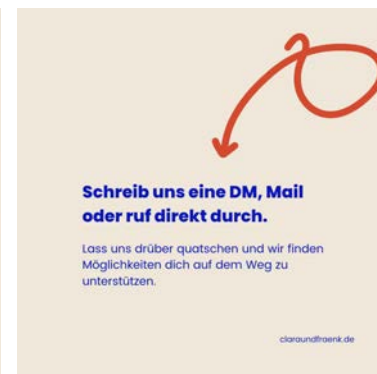 Schreib uns eine DM, Mail
oder ruf direkt durch.
Lass uns drüber quatschen und wir finden
Möglichkeiten dich auf dem Weg zu
unterstützen.
claraundfraenk.de